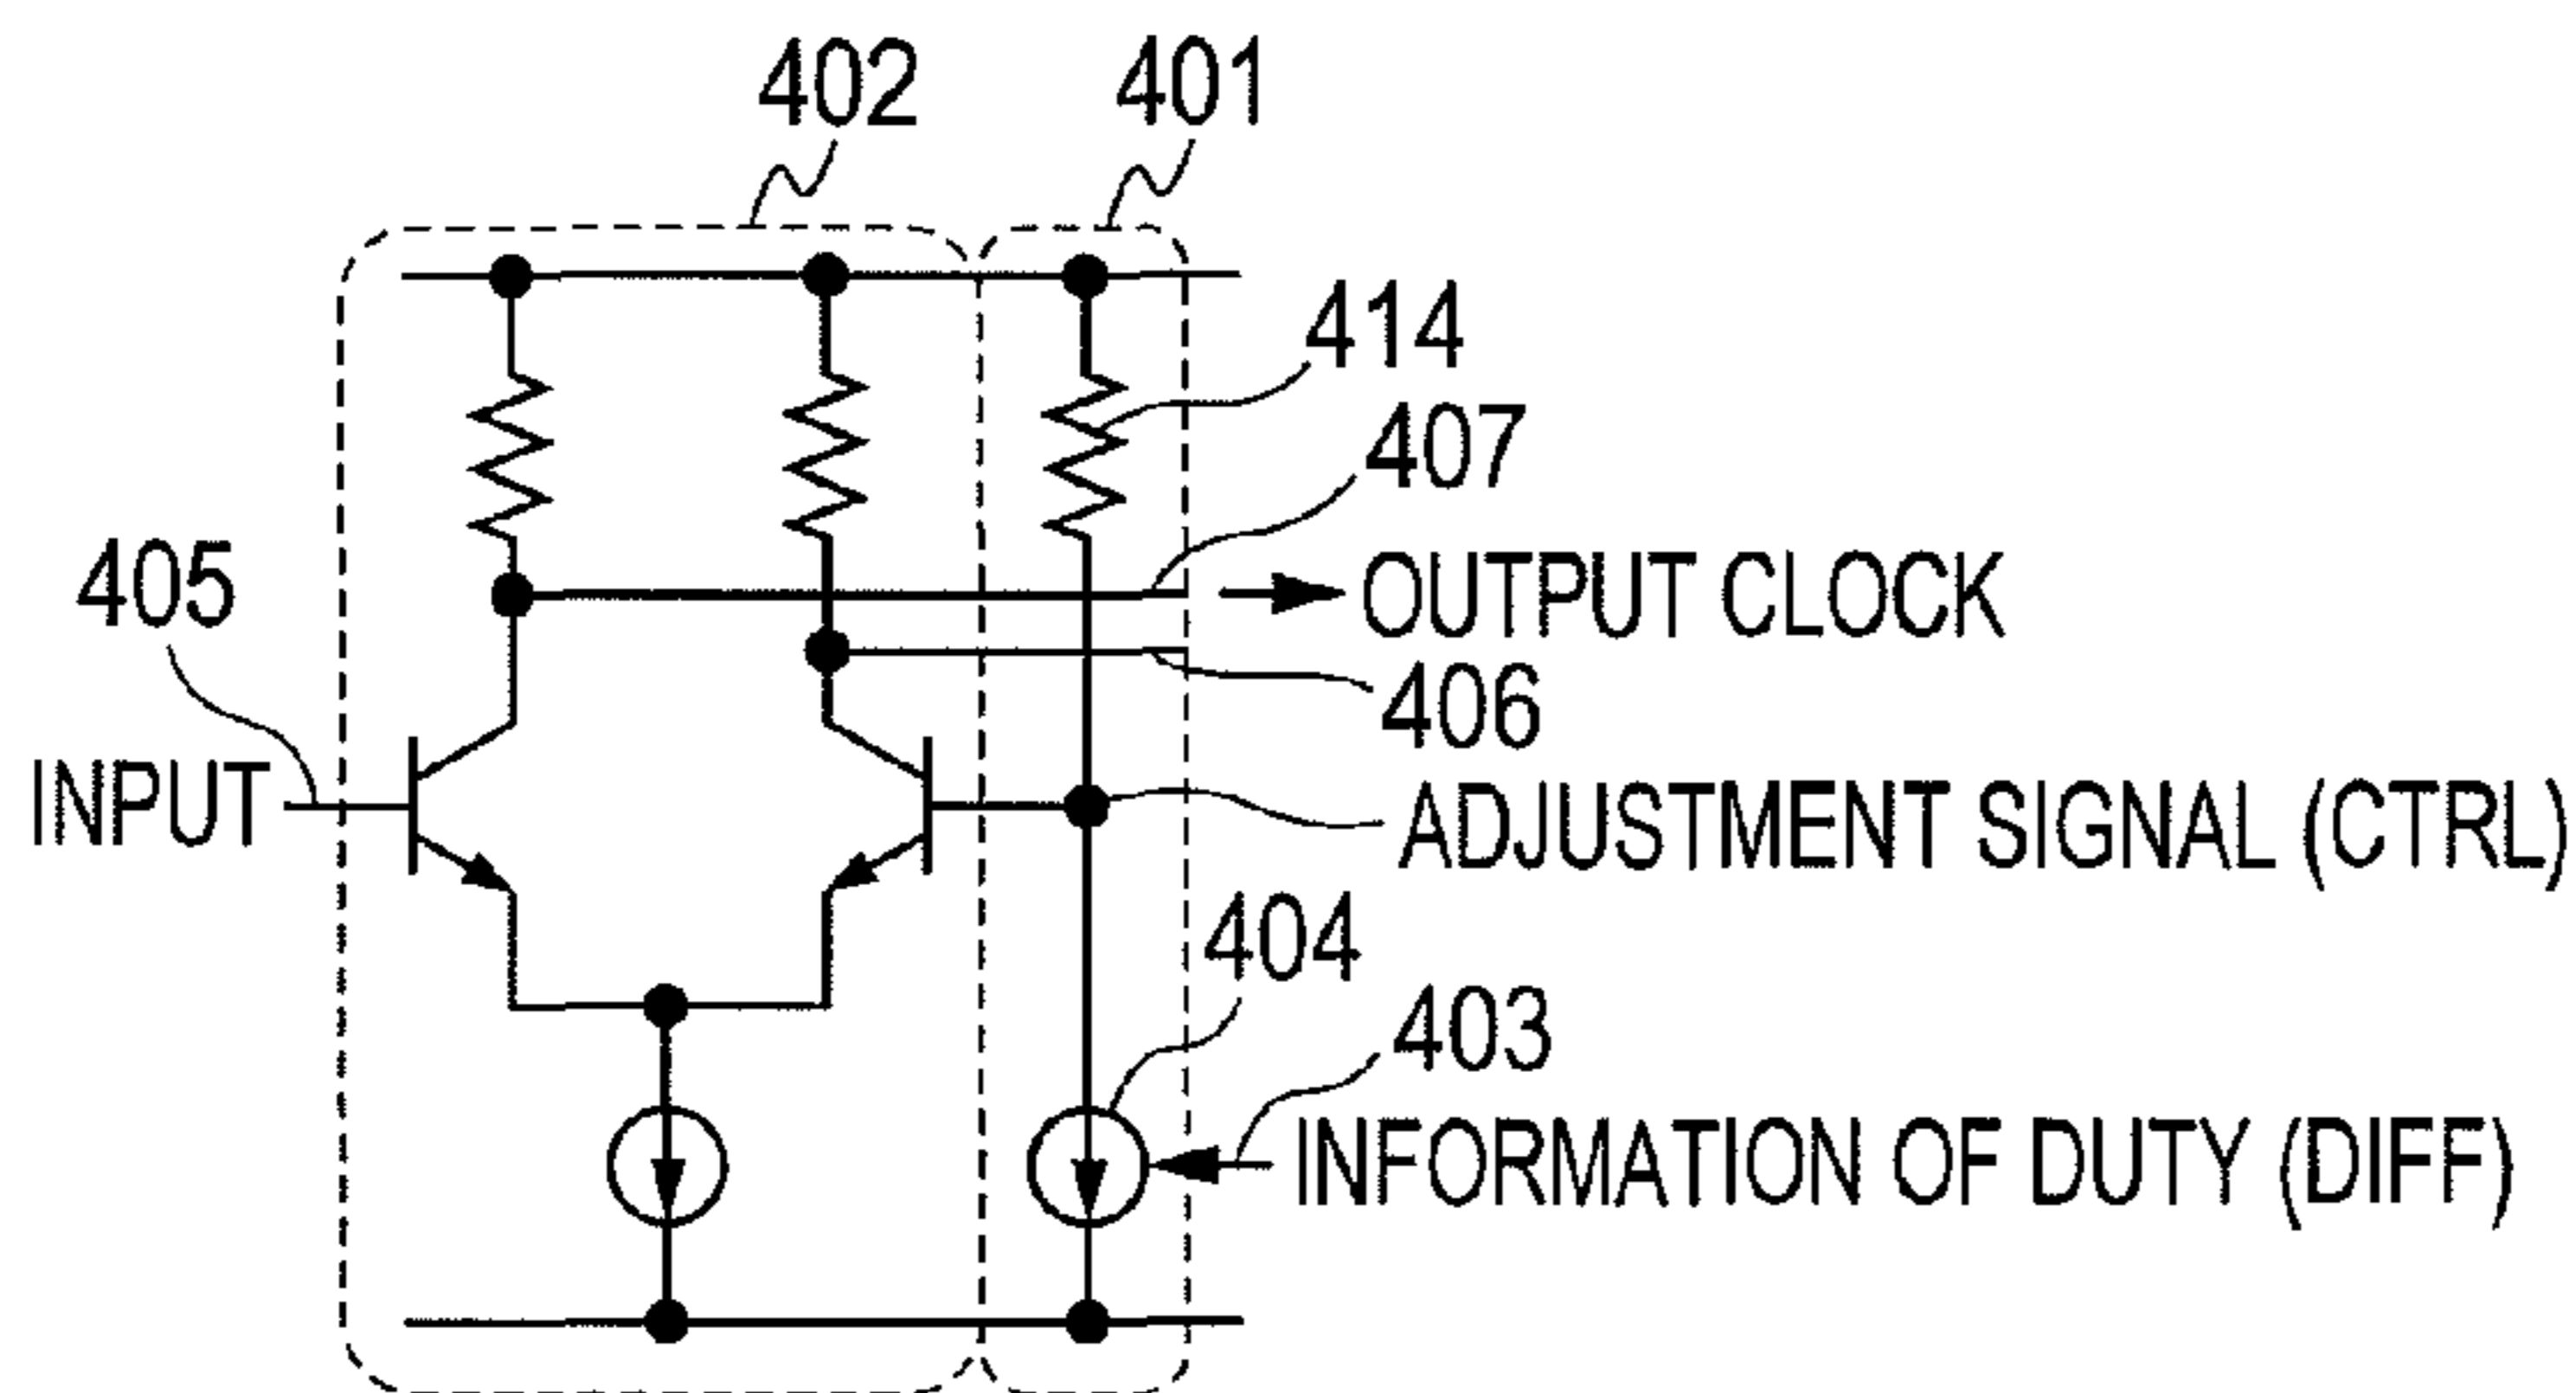 402
401
414
407
405
OUTPUT CLOCK
406
INPUT
ADJUSTMENT SIGNAL (CTRL)
404
403
INFORMATION OF DUTY (DIFF)